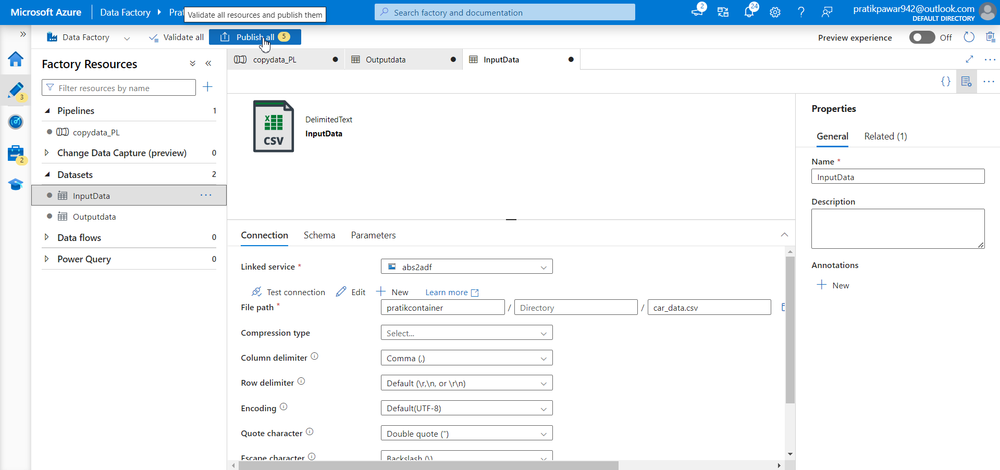 Microsoft Azure
Data Factory
Prat
Validate all resources and publish them
Search factory and documentation
2
24
pratikpawar942@outlook.com
DEFAULT DIRECTORY
Data Factory
Validate all
Publish all
5
Preview experience
Off
3
2
Factory Resources
Filter resources by name
Pipelines
1
copydata_PL
Change Data Capture (preview)
0
Datasets
2
InputData
Outputdata
Data flows
0
Power Query
0
copydata_PL
Outputdata
InputData
CSV
DelimitedText
InputData
Connection
Schema
Parameters
Linked service *
abs2adf
Test connection
Edit
New
Learn more
File path *
pratikcontainer
/
Directory
/
car_data.csv
Compression type
Select...
Column delimiter
Comma (,)
Row delimiter
Default (\r,\n, or \r\n)
Encoding
Default(UTF-8)
Quote character
Double quote (")
Escape character
Backslash (\)
Properties
General
Related (1)
Name *
InputData
Description
Annotations
New